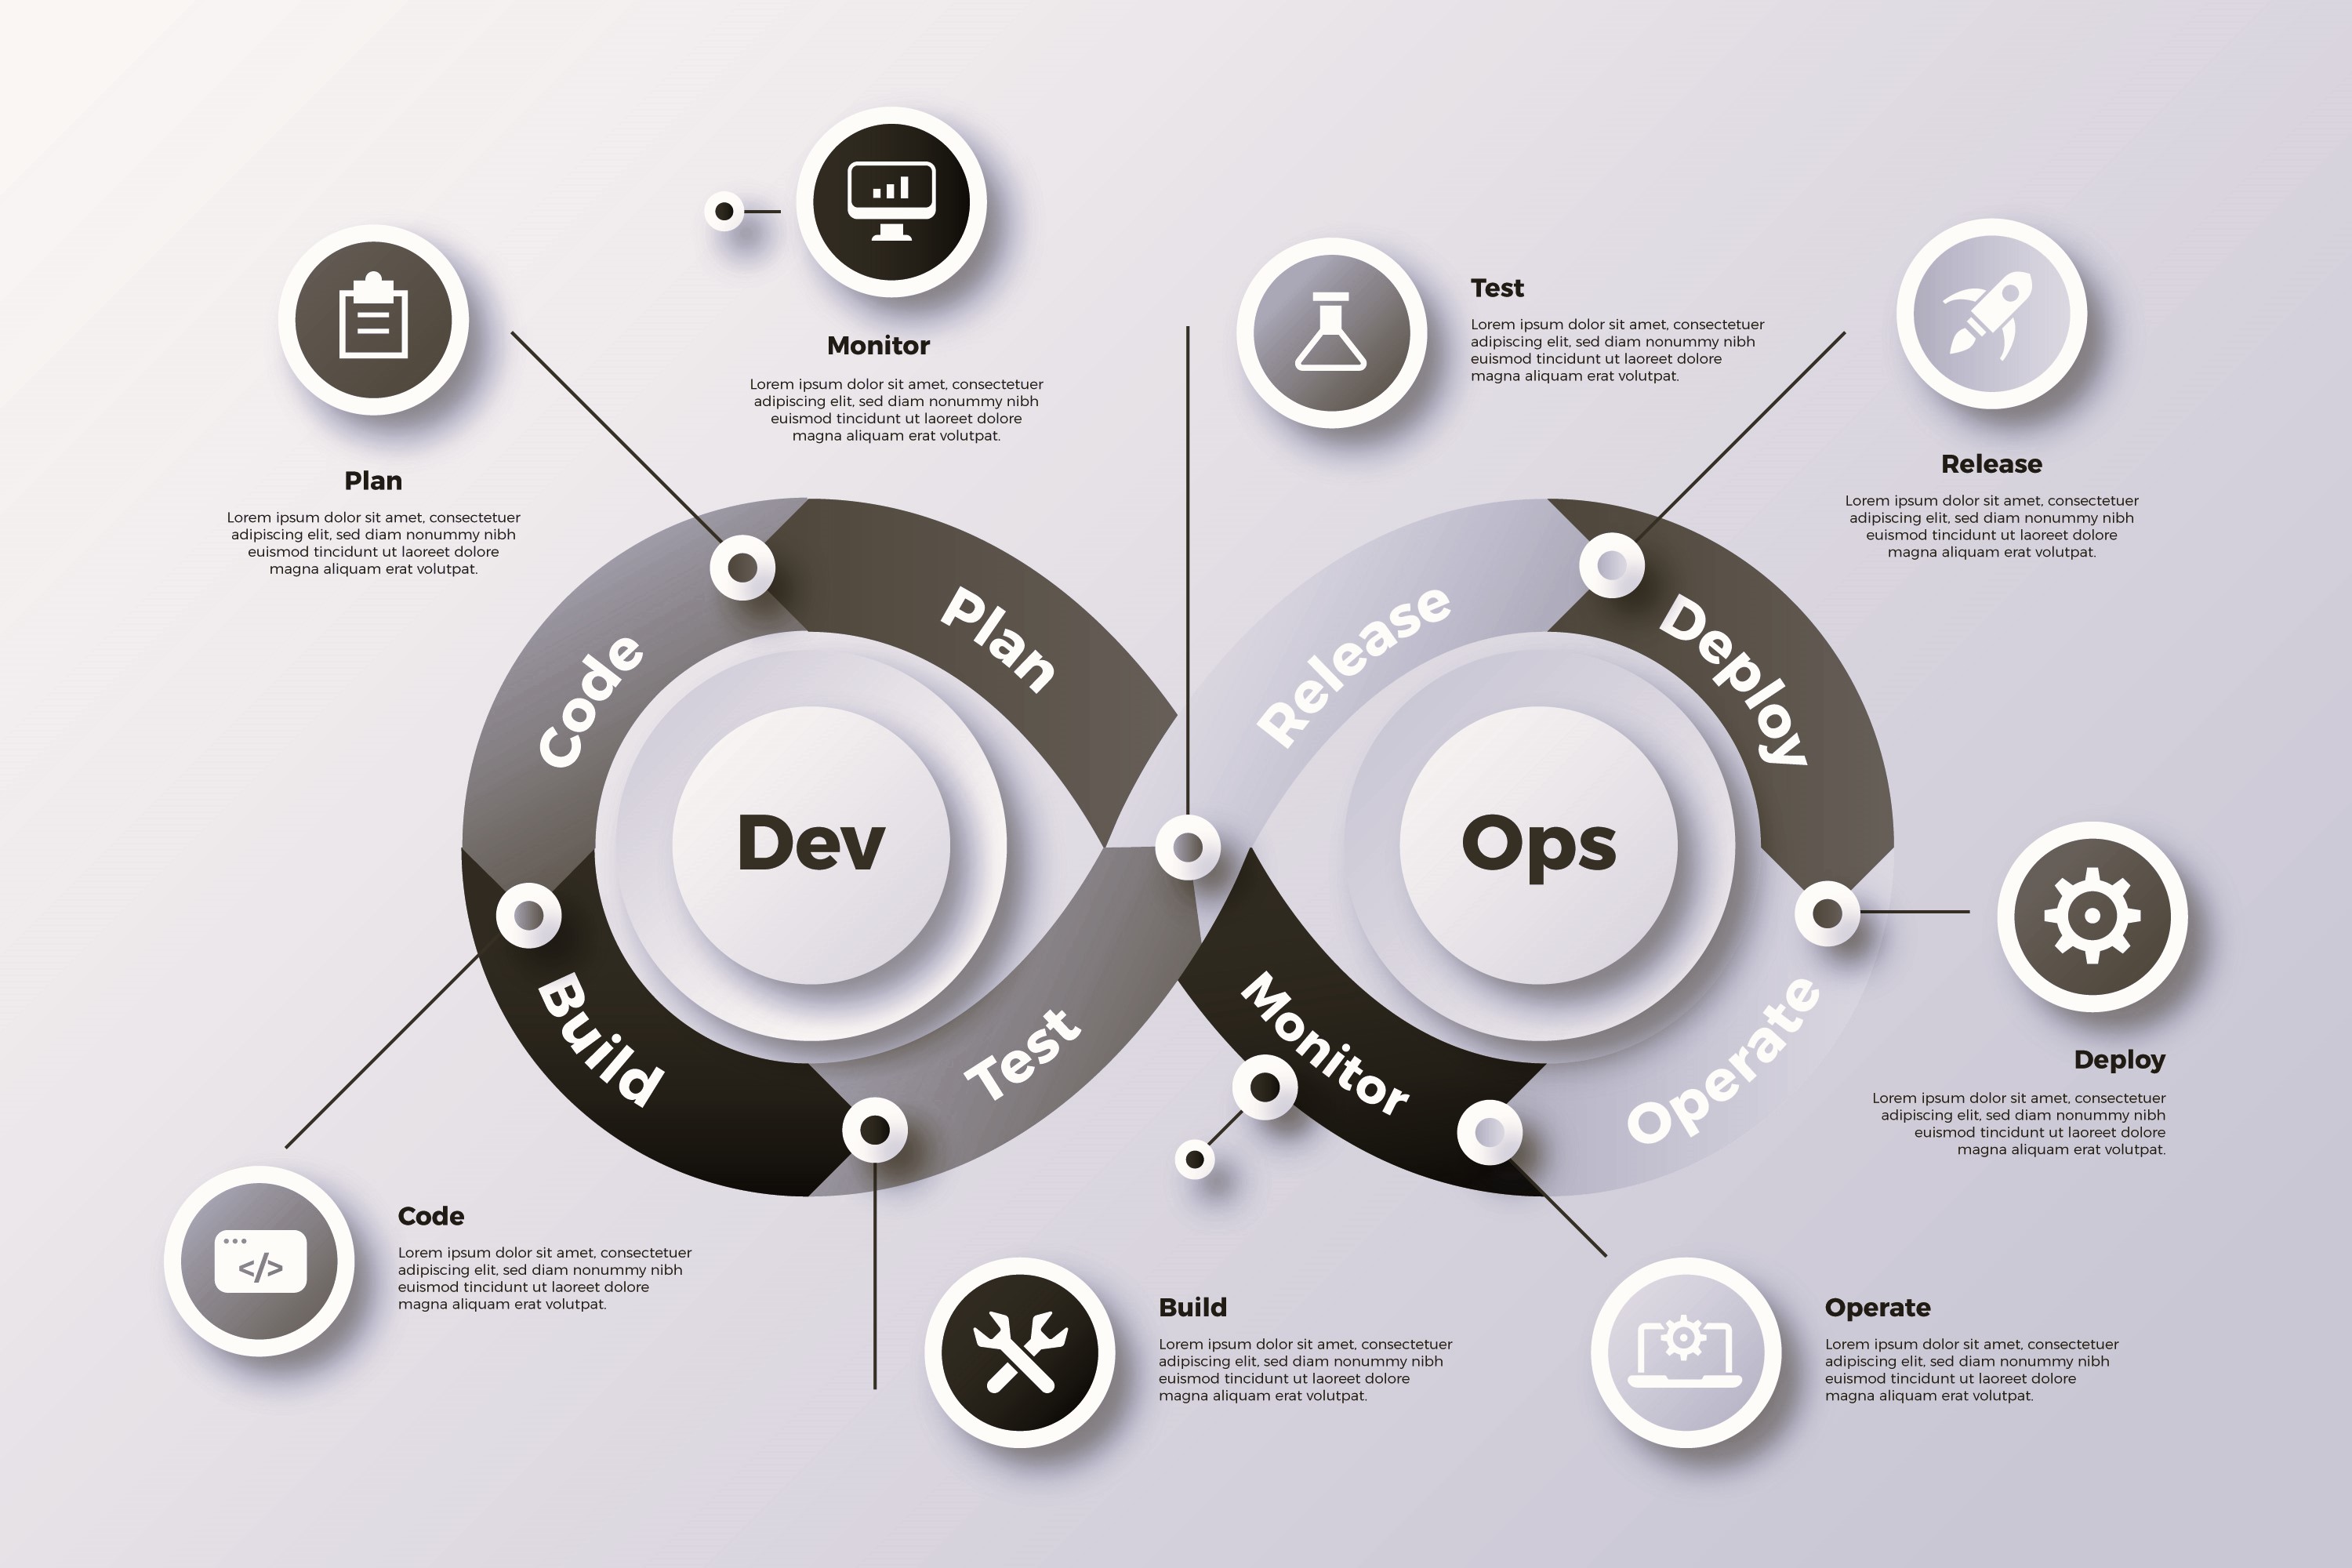 Monitor
Lorem ipsum dolor sit amet, consectetuer
adipiscing elit, sed diam nonummy nibh
euismod tincidunt ut laoreet dolore
magna aliquam erat volutpat.
Test
Lorem ipsum dolor sit amet, consectetuer
adipiscing elit, sed diam nonummy nibh
euismod tincidunt ut laoreet dolore
magna aliquam erat volutpat.
Release
Lorem ipsum dolor sit amet, consectetuer
adipiscing elit, sed diam nonummy nibh
euismod tincidunt ut laoreet dolore
magna aliquam erat volutpat.
Plan
Lorem ipsum dolor sit amet, consectetuer
adipiscing elit, sed diam nonummy nibh
euismod tincidunt ut laoreet dolore
magna aliquam erat volutpat.
Code
Plan
Release
Deploy
Dev
Ops
Build
Test
Monitor
Operate
Deploy
Lorem ipsum dolor sit amet, consectetuer
adipiscing elit, sed diam nonummy nibh
euismod tincidunt ut laoreet dolore
magna aliquam erat volutpat.
</>
Code
Lorem ipsum dolor sit amet, consectetuer
adipiscing elit, sed diam nonummy nibh
euismod tincidunt ut laoreet dolore
magna aliquam erat volutpat.
Build
Lorem ipsum dolor sit amet, consectetuer
adipiscing elit, sed diam nonummy nibh
euismod tincidunt ut laoreet dolore
magna aliquam erat volutpat.
Operate
Lorem ipsum dolor sit amet, consectetuer
adipiscing elit, sed diam nonummy nibh
euismod tincidunt ut laoreet dolore
magna aliquam erat volutpat.